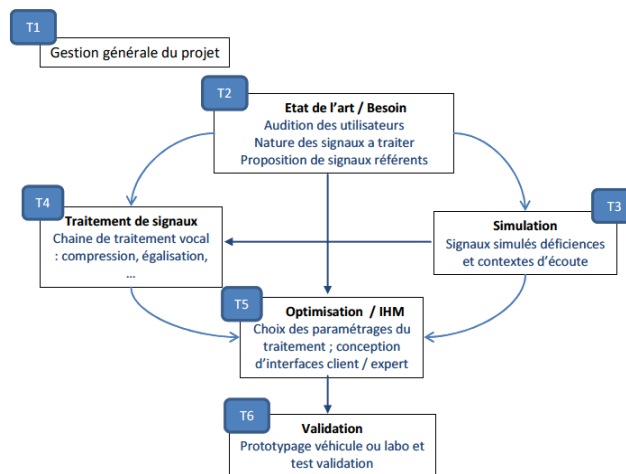 T1
Gestion générale du projet
T2
Etat de l'art / Besoin
Audition des utilisateurs
Nature des signaux a traiter
Proposition de signaux référents
T4
Traitement de signaux
Chaine de traitement vocal
: compression, égalisation,
…
T3
Simulation
Signaux simulés déficiences
et contextes d'écoute
T5
Optimisation / IHM
Choix des paramétrages du
traitement ; conception
d'interfaces client / expert
T6
Validation
Prototypage véhicule ou labo et
test validation